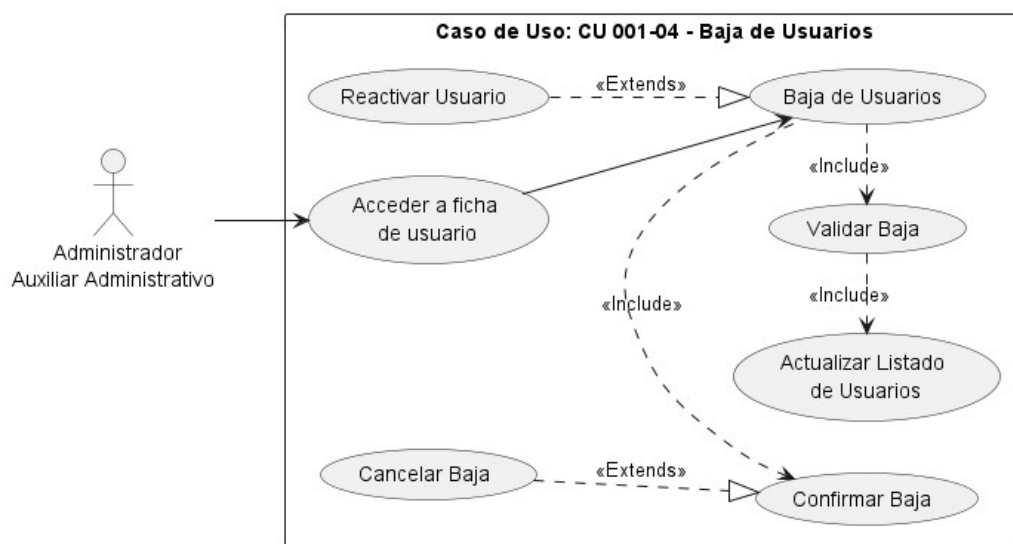 Caso de Uso: CU 001-04 - Baja de Usuarios
Reactivar Usuario
«Extends»
Baja de Usuarios
«Include»
Acceder a ficha
de usuario
Validar Baja
Administrador
Auxiliar Administrativo
«Include»
«Include»
Actualizar Listado
de Usuarios
Cancelar Baja
«Extends»
Confirmar Baja